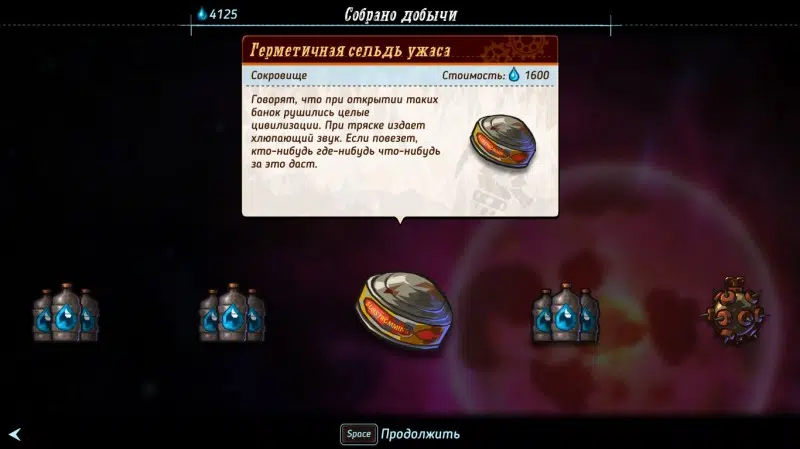 4125
Собрано добычи
Герметичная сельдь ужаса
Сокровище
Стоимость: 1600
Говорят, что при открытии таких
банок рушились целые
цивилизации. При тряске издает
хлюпающий звук. Если повезет,
кто-нибудь где-нибудь что-нибудь
за это даст.
Space Продолжить